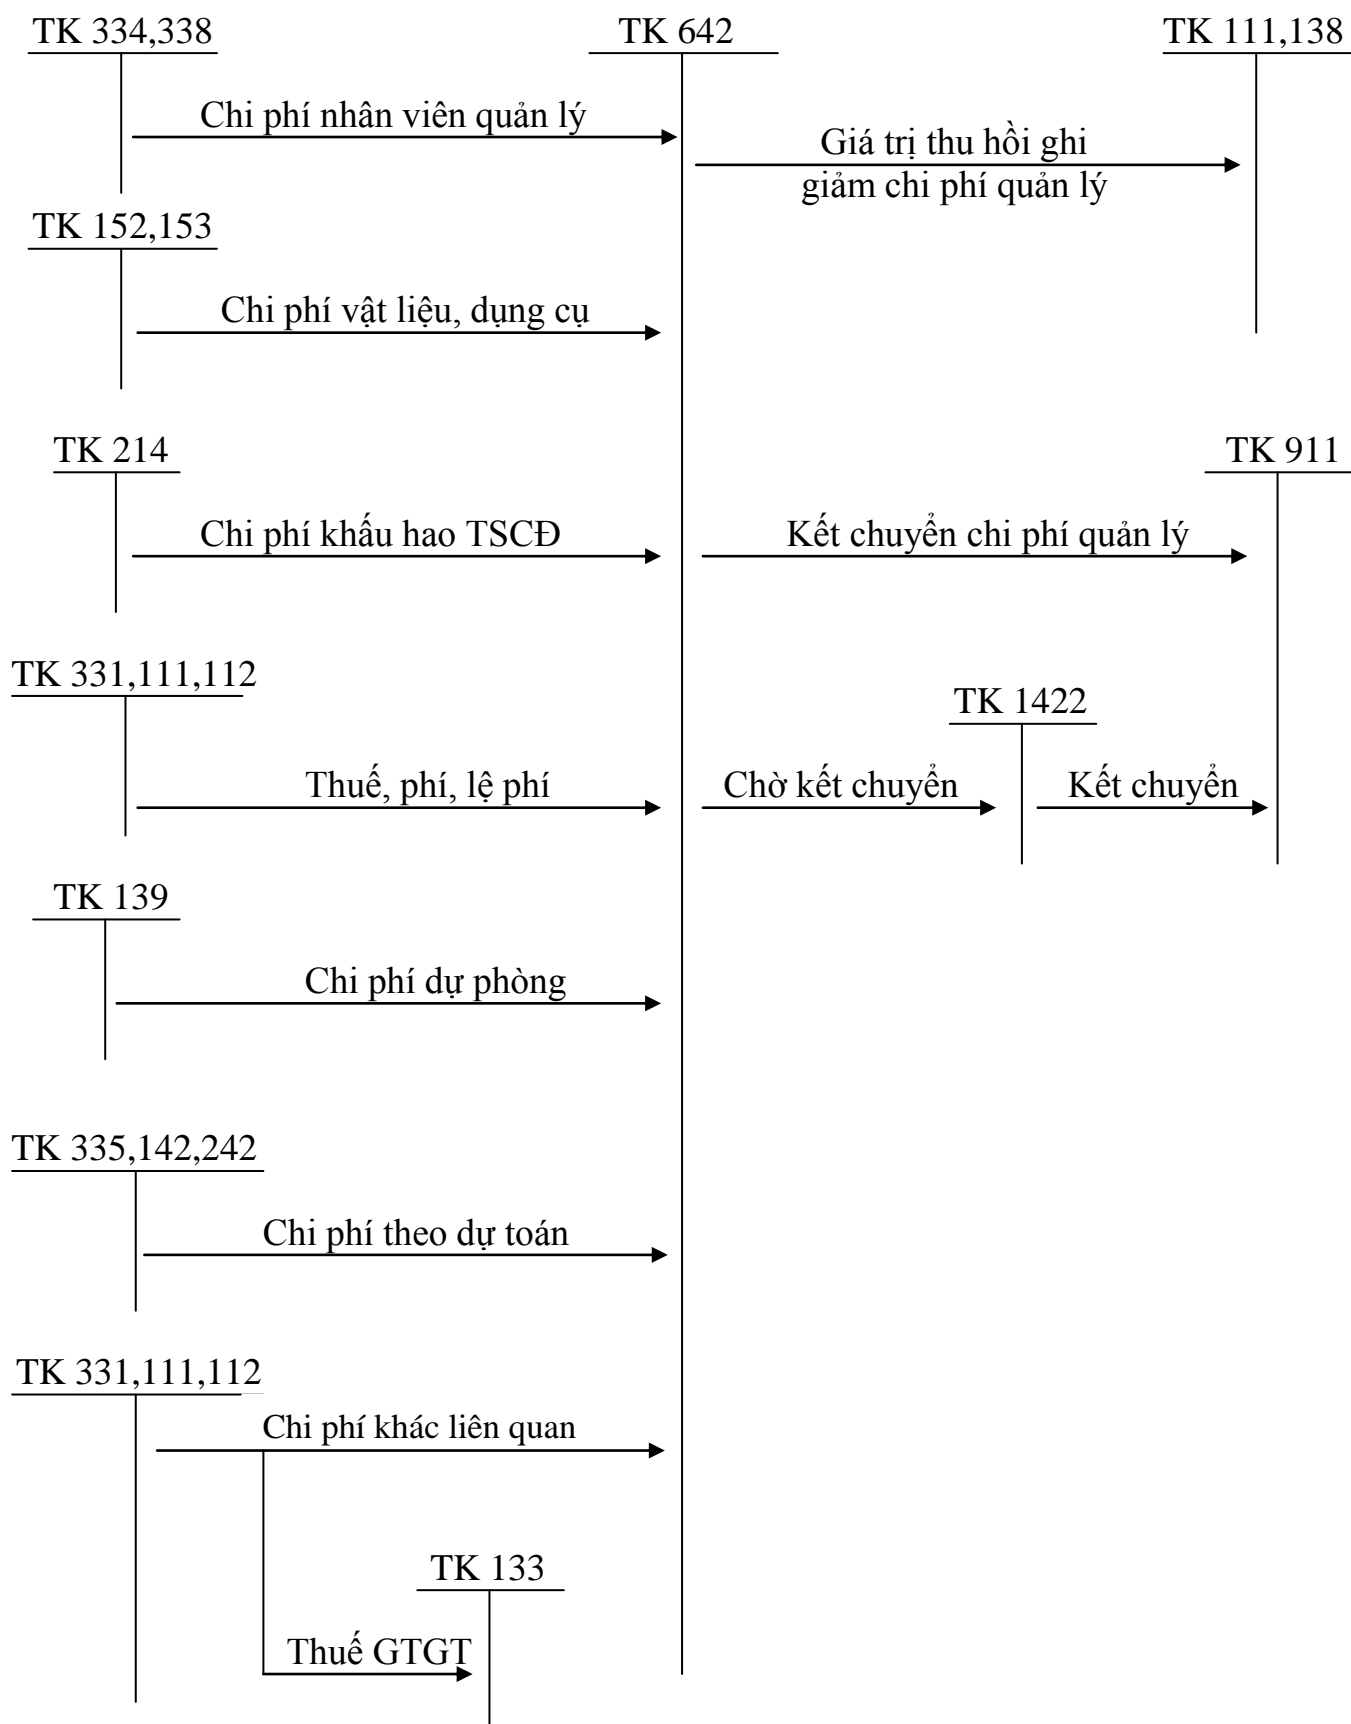 TK 334,338
TK 642
TK 111,138
Chi phí nhân viên quản lý
Giá trị thu hồi ghi
giảm chi phí quản lý
TK 152,153
Chi phí vật liệu, dụng cụ
TK 214
TK 911
Chi phí khấu hao TSCĐ
Kết chuyển chi phí quản lý
TK 331,111,112
TK 1422
Thuế, phí, lệ phí
Chờ kết chuyển
Kết chuyển
TK 139
Chi phí dự phòng
TK 335,142,242
Chi phí theo dự toán
TK 331,111,112
Chi phí khác liên quan
TK 133
Thuế GTGT